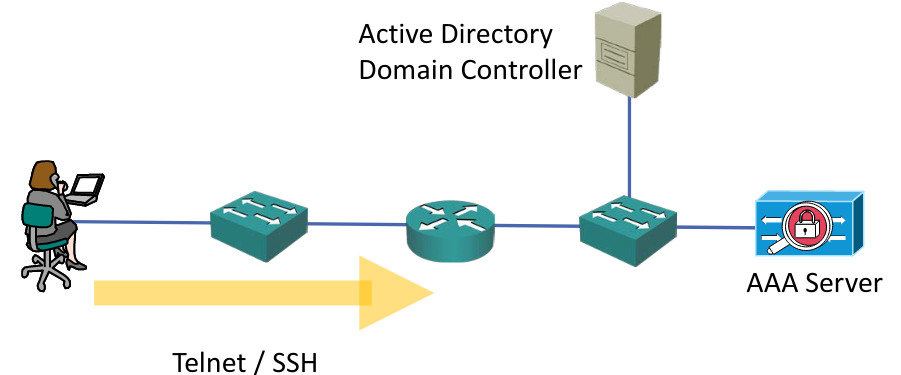 Active Directory
Domain Controller
AAA Server
Telnet / SSH